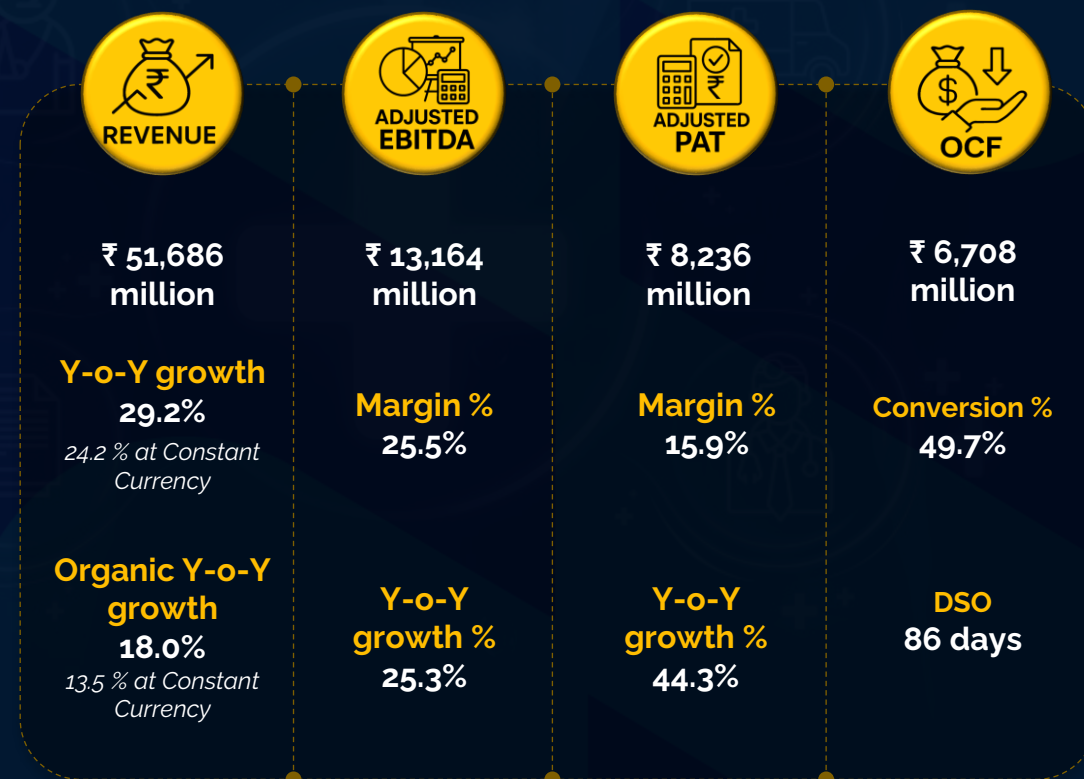 REVENUE
₹ 51,686
million
Y-o-Y growth
29.2%
24.2 % at Constant
Currency
Organic Y-o-Y
growth
18.0%
13.5 % at Constant
Currency
ADJUSTED
EBITDA
₹ 13,164
million
Margin %
25.5%
Y-o-Y
growth %
25.3%
₹
ADJUSTED
PAT
₹ 8,236
million
Margin %
15.9%
Y-o-Y
growth %
44.3%
$
OCF
₹ 6,708
million
Conversion %
49.7%
DSO
86 days